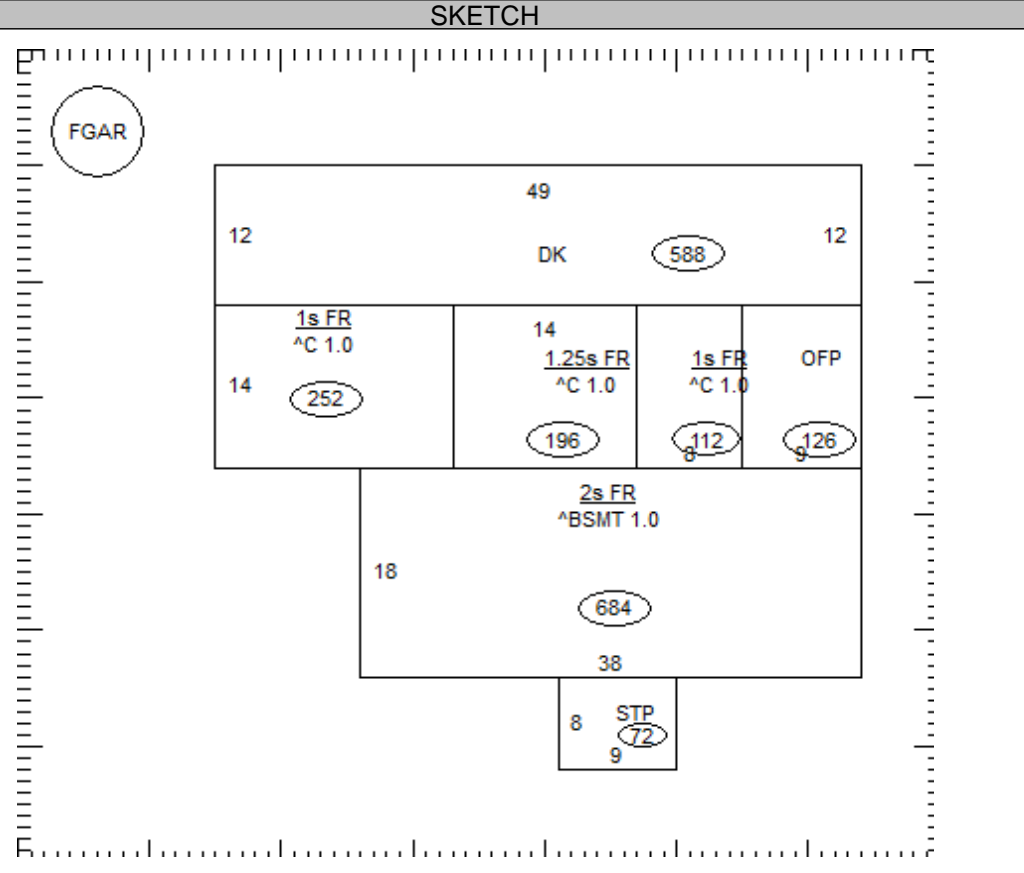 SKETCH
FGAR
49
12
12
DK
588
1s FR
^C 1.0
14
252
14
1.25s FR
^C 1.0
196
1s FR
^C 1.0
112
8
OFP
126
9
2s FR
^BSMT 1.0
18
684
38
STP
8
72
9